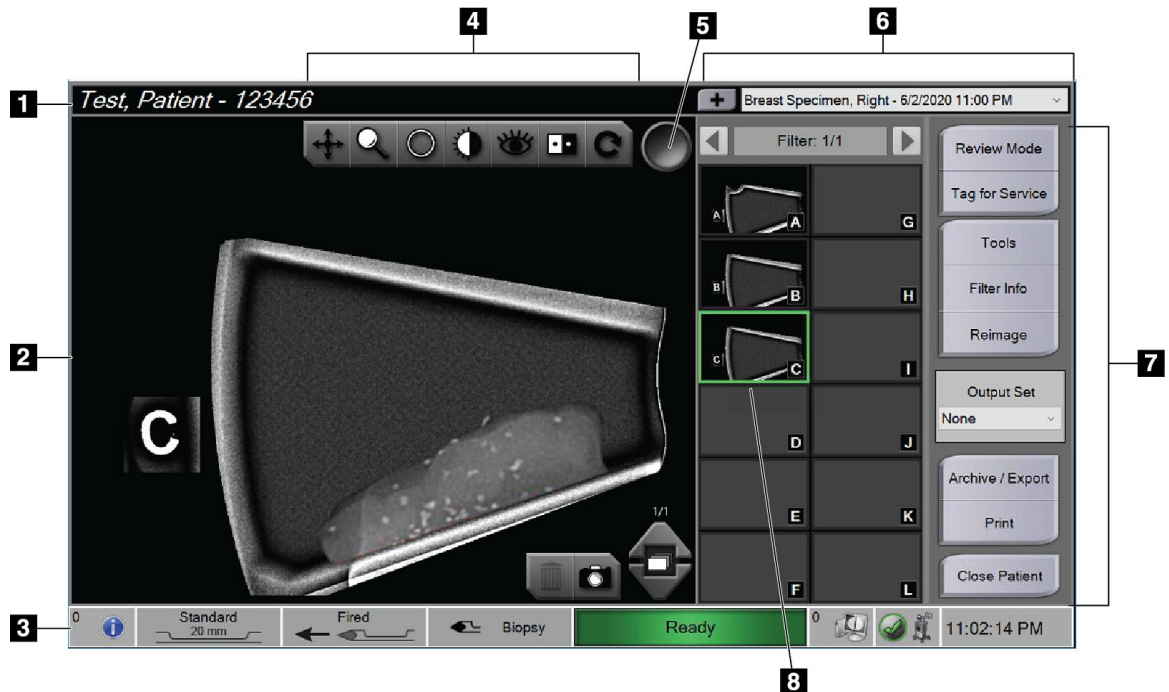 4
5
6
1
Test, Patient - 123456
+
Breast Specimen, Right - 6/2/2020 11:00 PM
Filter: 1/1
Review Mode
Tag for Service
A
A
G
Tools
Filter Info
Reimage
B
B
H
2
C
C
C
I
7
Output Set
None
D
J
Archive / Export
Print
1/1
E
K
Close Patient
F
L
3
0
i
Standard
20 mm
Fired
Biopsy
Ready
0
11:02:14 PM
8